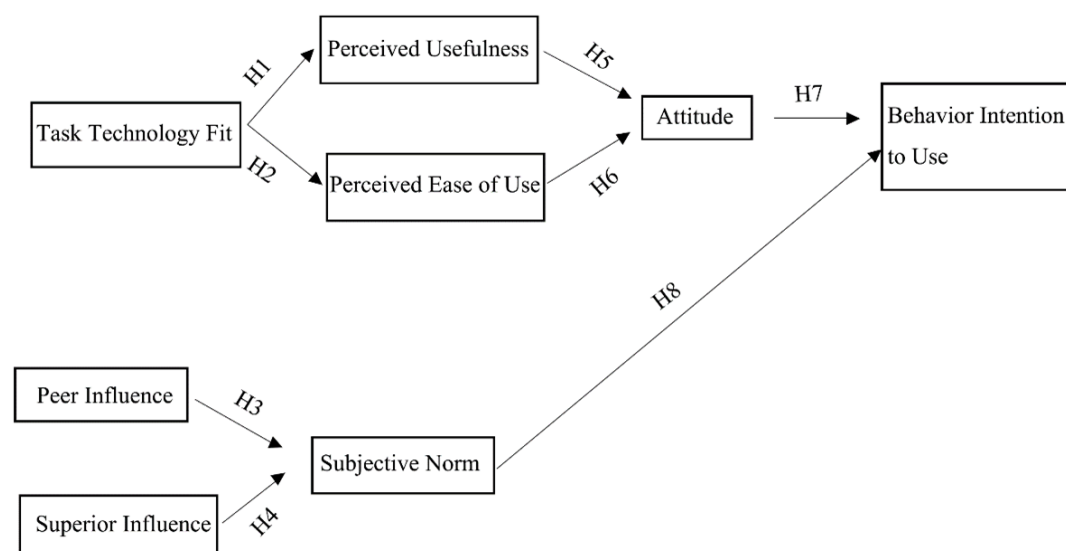 Perceived Usefulness
H1
H5
Task Technology Fit
Attitude
H7
Behavior Intention
to Use
H2
Perceived Ease of Use
H6
H8
Peer Influence
H3
Subjective Norm
Superior Influence
H4